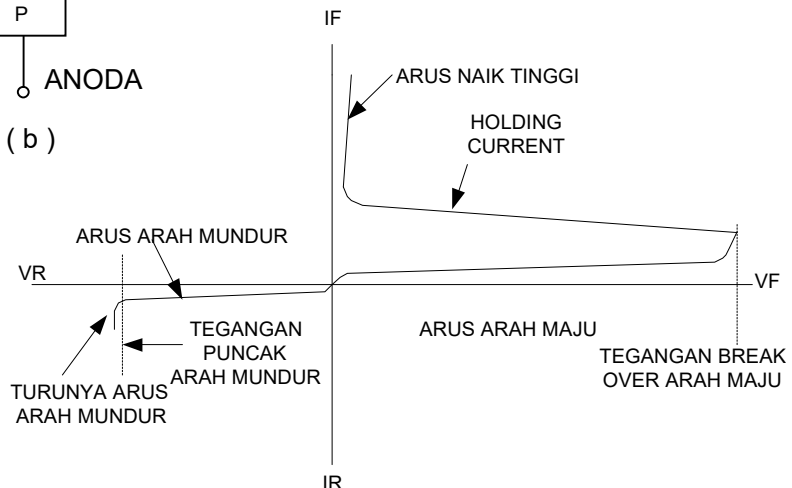 P
ANODA
( b )
IF
ARUS NAIK TINGGI
HOLDING
CURRENT
ARUS ARAH MUNDUR
VR
VF
TEGANGAN
PUNCAK
ARAH MUNDUR
ARUS ARAH MAJU
TEGANGAN BREAK
OVER ARAH MAJU
TURUNYA ARUS
ARAH MUNDUR
IR